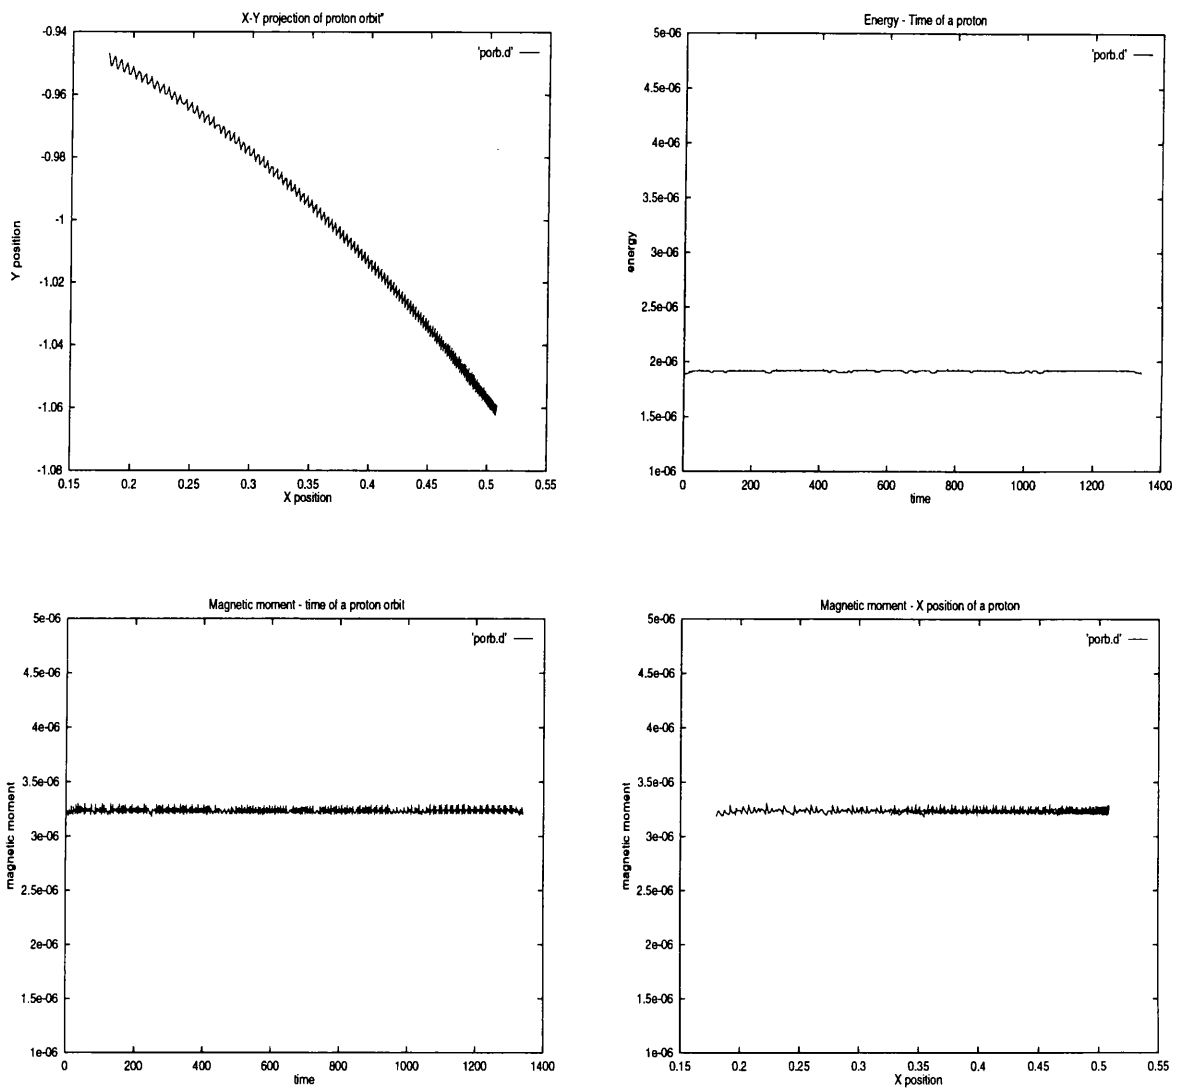 X-Y projection of proton orbit"
'porb.d'
-0.94
-0.96
-0.98
-1
-1.02
-1.04
-1.06
-1.08
Y position
0.15 0.2 0.25 0.3 0.35 0.4 0.45 0.5 0.55
X position
Energy - Time of a proton
'porb.d'
5e-06
4.5e-06
4e-06
3.5e-06
3e-06
2.5e-06
2e-06
1.5e-06
1e-06
energy
0 200 400 600 800 1000 1200 1400
time
Magnetic moment - time of a proton orbit
'porb.d'
5e-06
4.5e-06
4e-06
3.5e-06
3e-06
2.5e-06
2e-06
1.5e-06
1e-06
magnetic moment
0 200 400 600 800 1000 1200 1400
time
Magnetic moment - X position of a proton
'porb.d'
5e-06
4.5e-06
4e-06
3.5e-06
3e-06
2.5e-06
2e-06
1.5e-06
1e-06
magnetic moment
0.15 0.2 0.25 0.3 0.35 0.4 0.45 0.5 0.55
X position